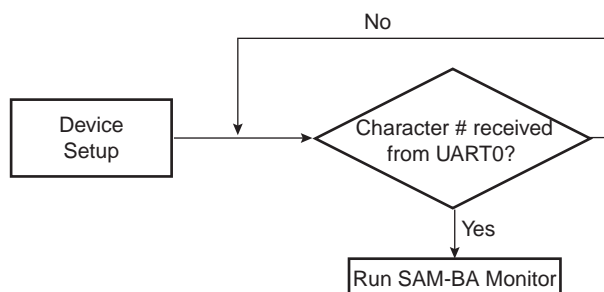 No
Device
Setup
Character # received
from UART0?
Yes
Run SAM-BA Monitor